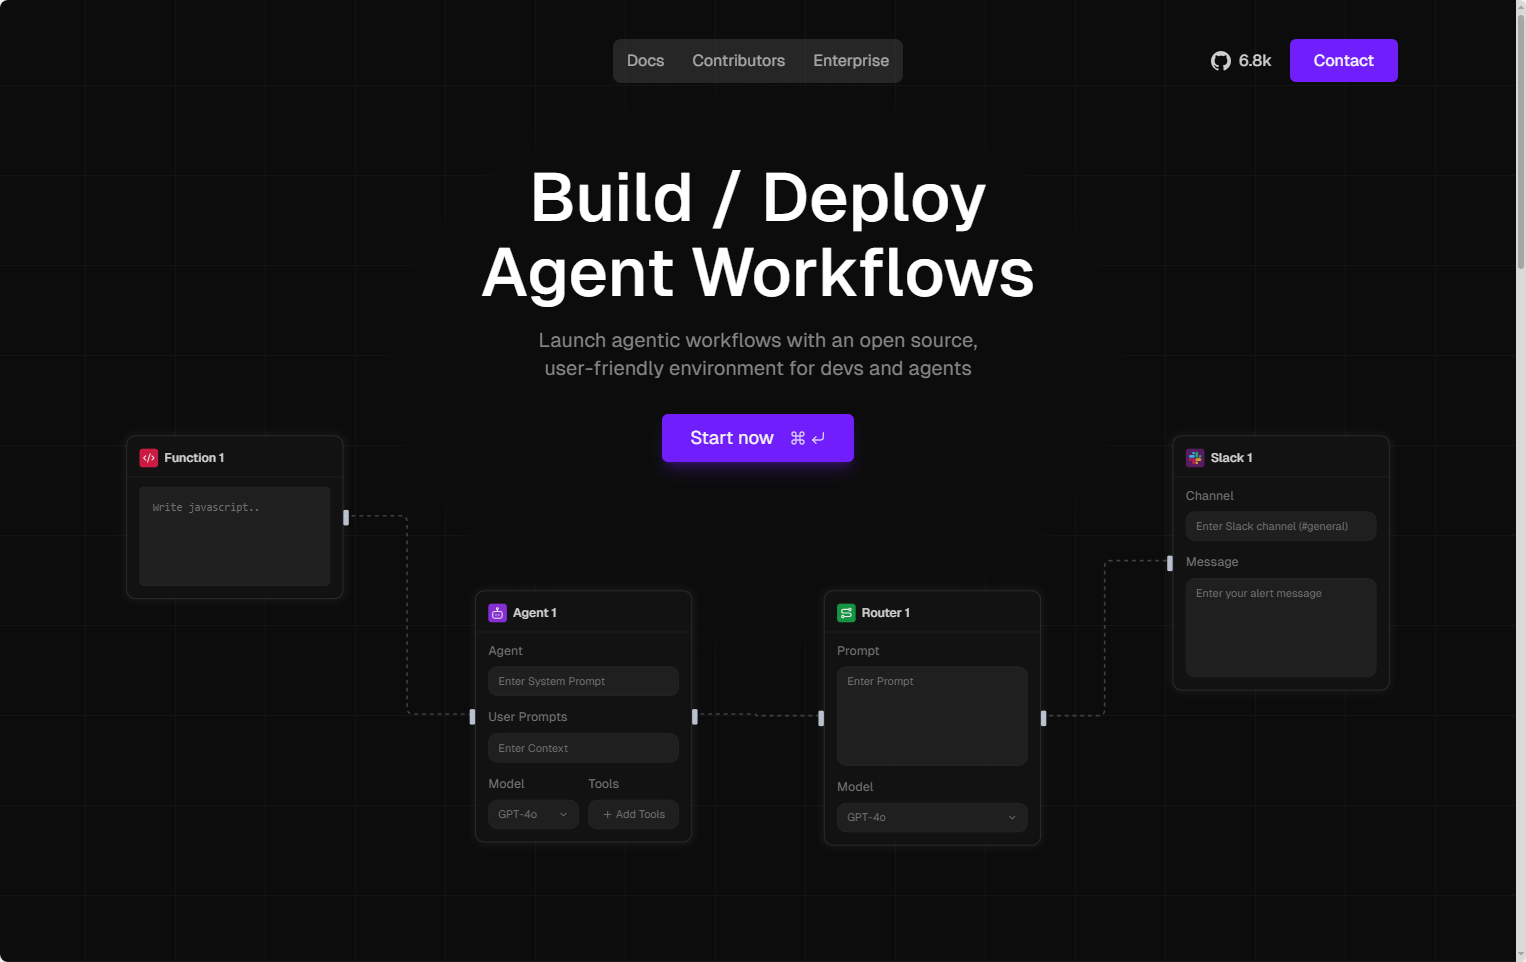 Docs Contributors Enterprise
6.8k
Contact
Build / Deploy
Agent Workflows
Launch agentic workflows with an open source,
user-friendly environment for devs and agents
Start now ⌘ ↵
Function 1
Write javascript..
Agent 1
Agent
Enter System Prompt
User Prompts
Enter Context
Model Tools
GPT-4o + Add Tools
Router 1
Prompt
Enter Prompt
Model
GPT-4o
Slack 1
Channel
Enter Slack channel (#general)
Message
Enter your alert message